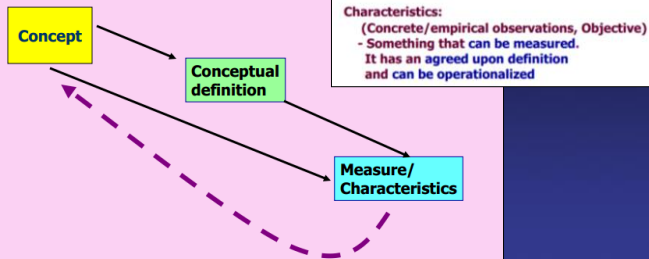 Concept
Conceptual
definition
Measure/
Characteristics
Characteristics:
(Concrete/empirical observations, Objective)
- Something that can be measured.
It has an agreed upon definition
and can be operationalized